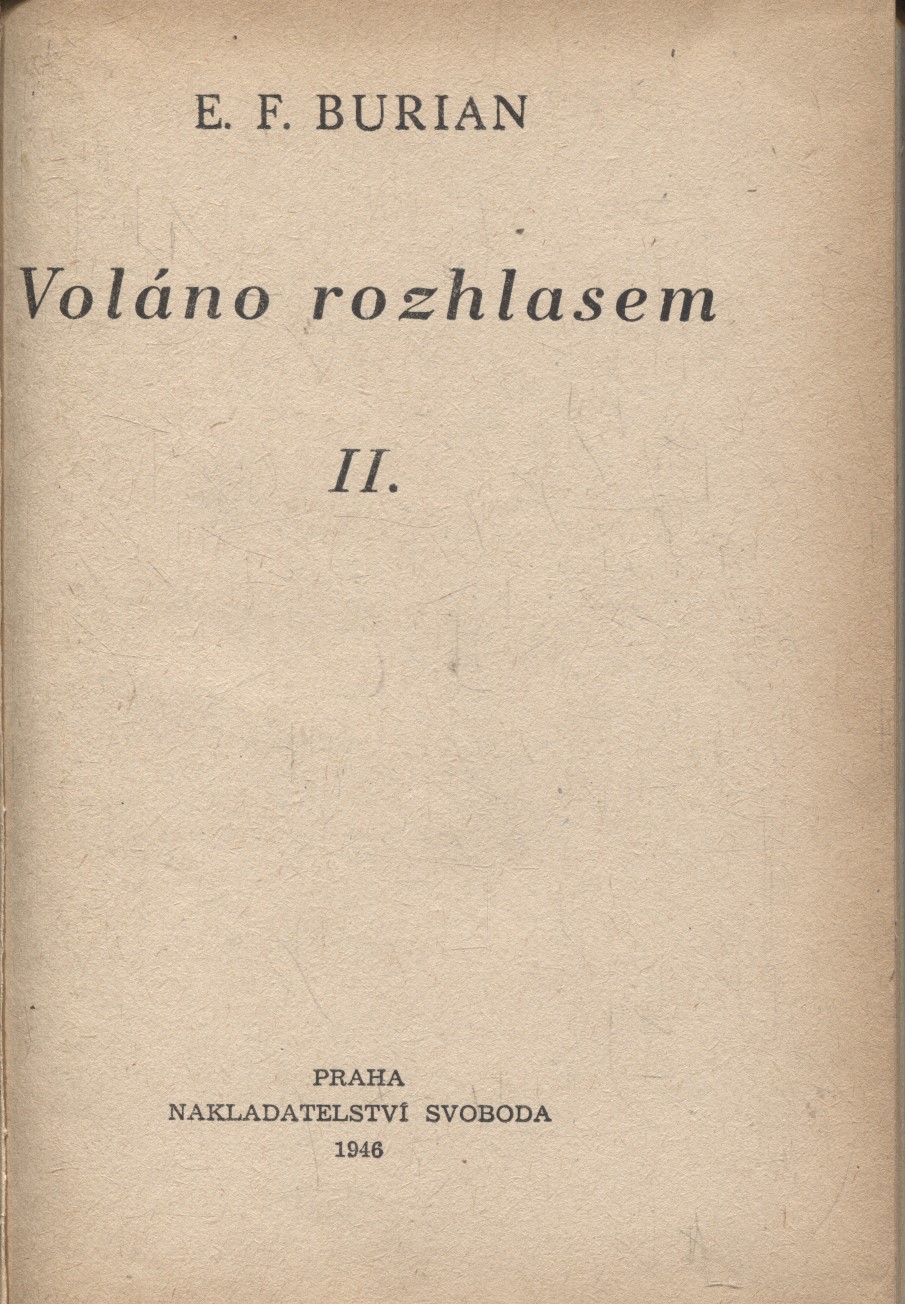 E. F. BURIAN
Voláno rozhlasem
II.
PRAHA
NAKLADATELSTVÍ SVOBODA
1946